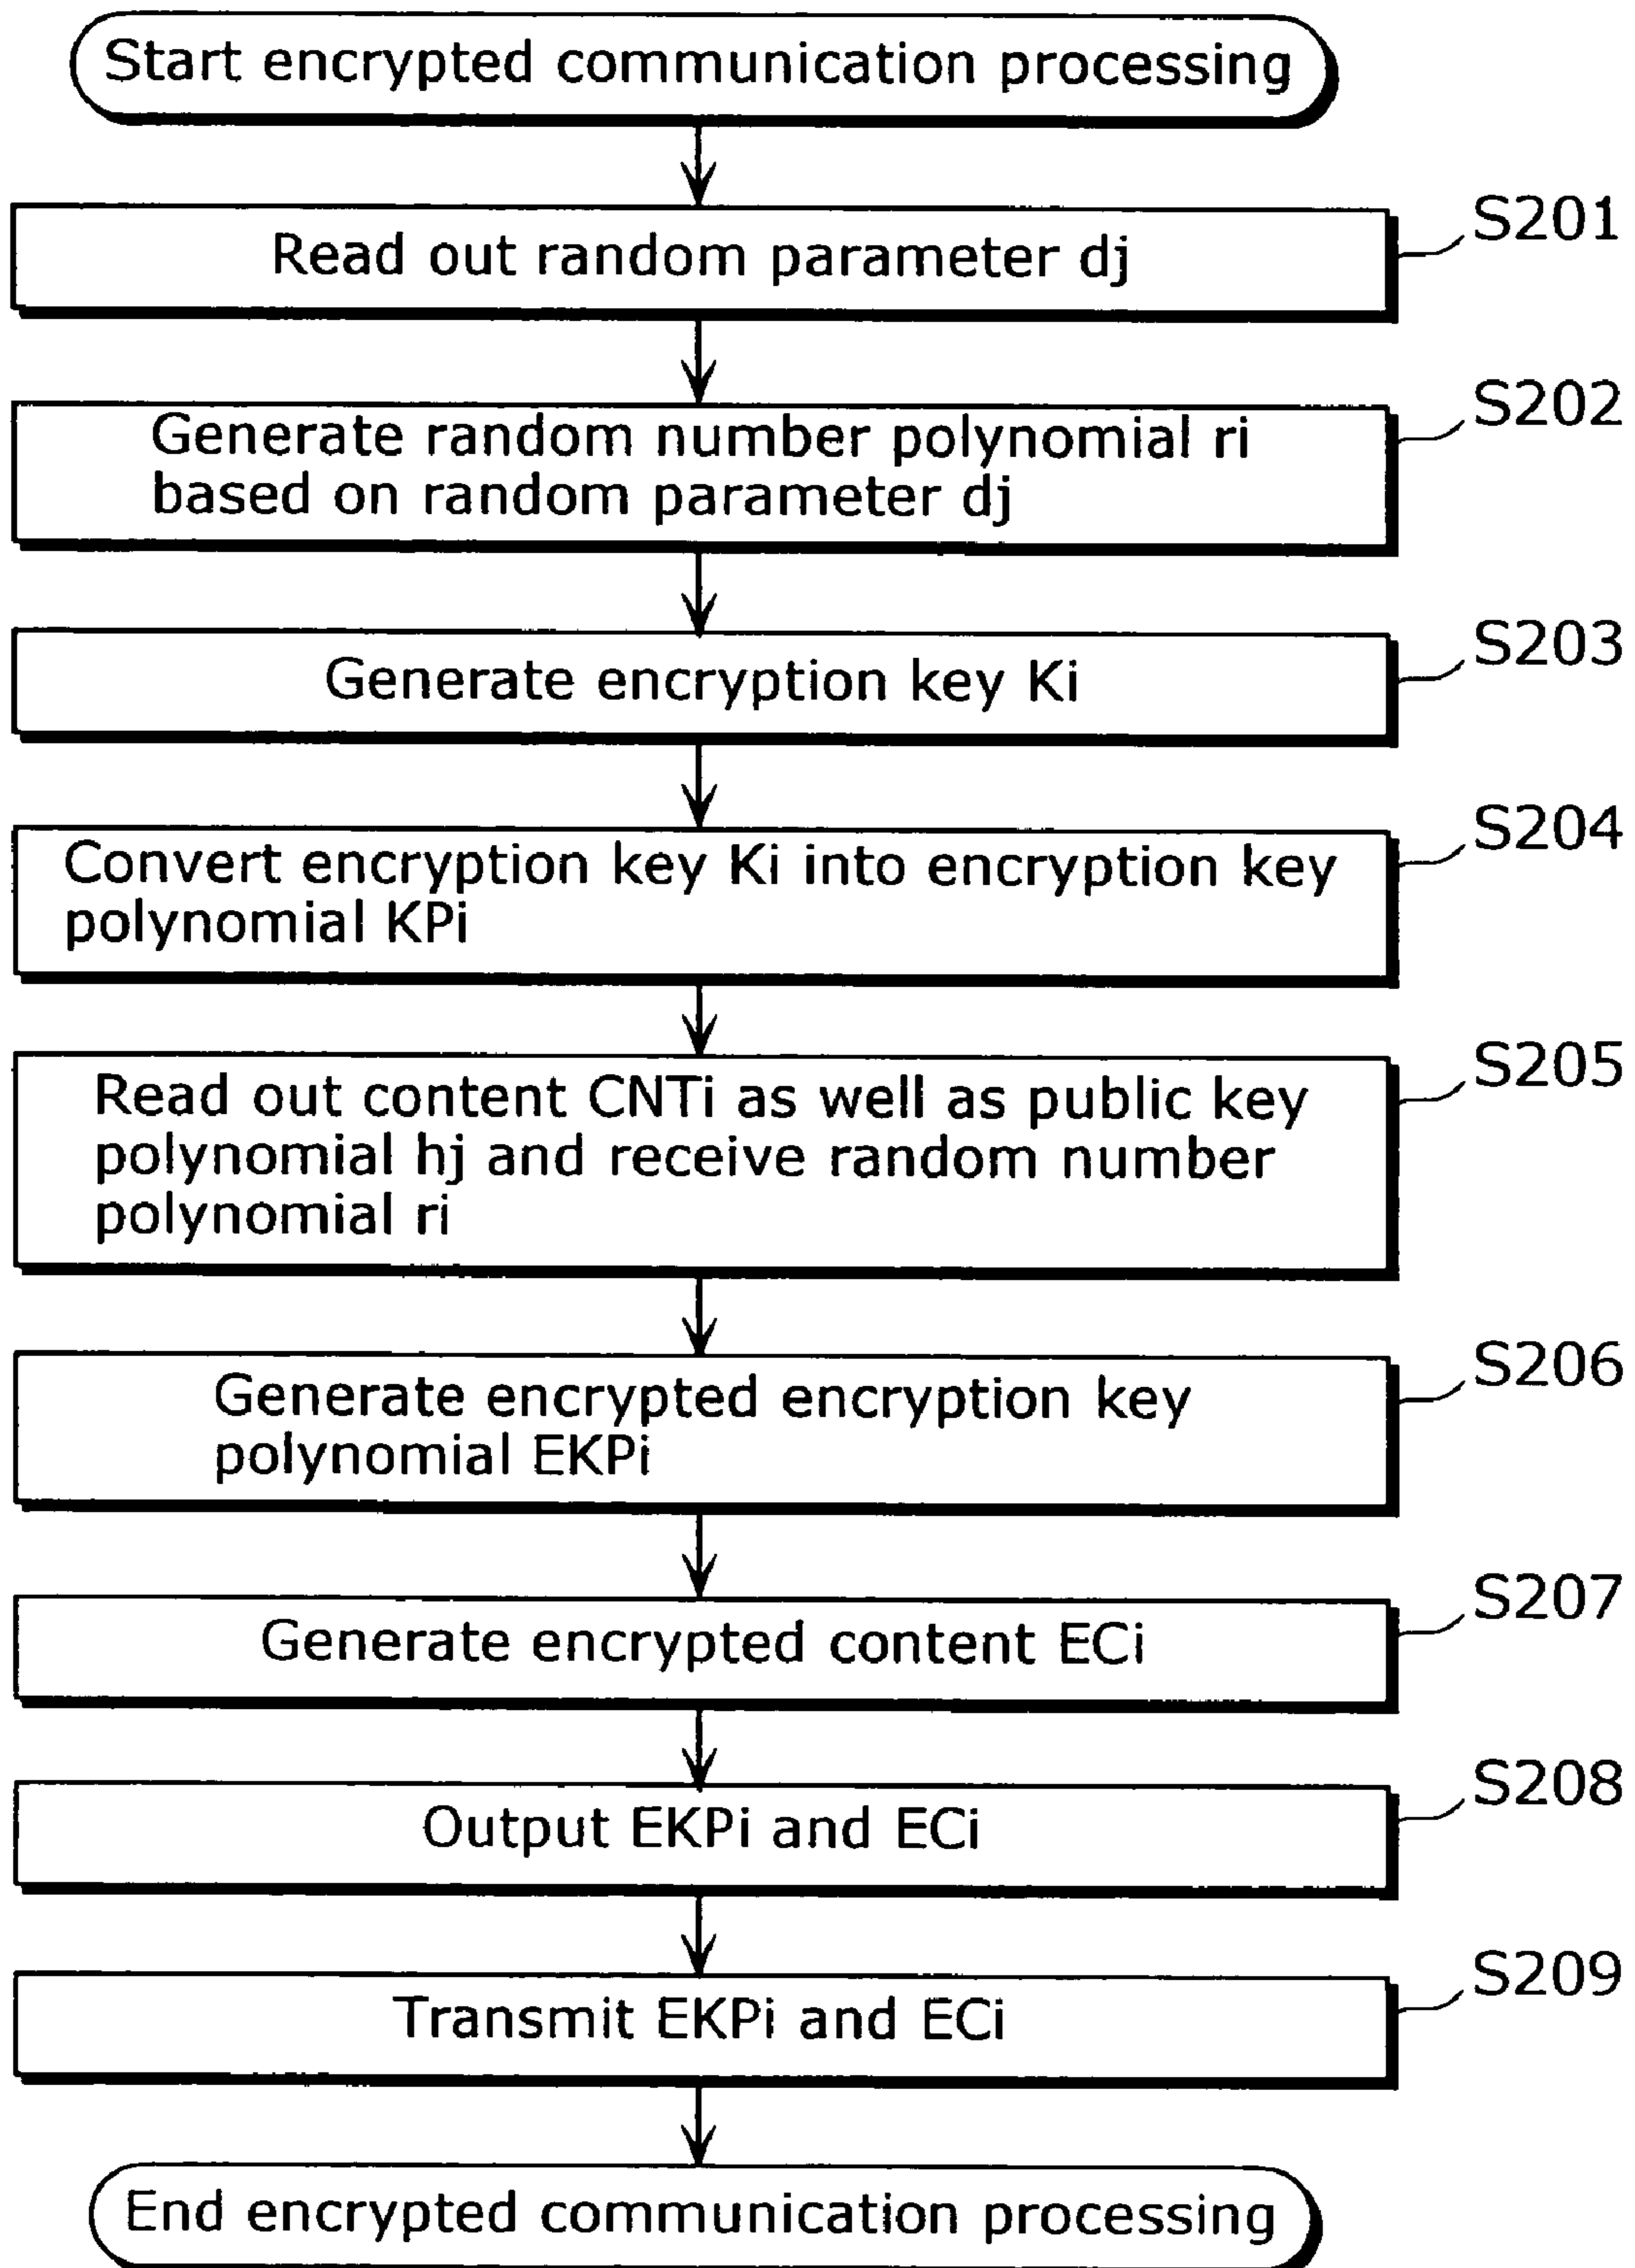 Start encrypted communication processing
S201
Read out random parameter dj
S202
Generate random number polynomial ri
based on random parameter dj
S203
Generate encryption key Ki
S204
Convert encryption key Ki into encryption key
polynomial KPi
S205
Read out content CNTi as well as public key
polynomial hj and receive random number
polynomial ri
S206
Generate encrypted encryption key
polynomial EKPi
S207
Generate encrypted content ECi
S208
Output EKPi and ECi
S209
Transmit EKPi and ECi
End encrypted communication processing